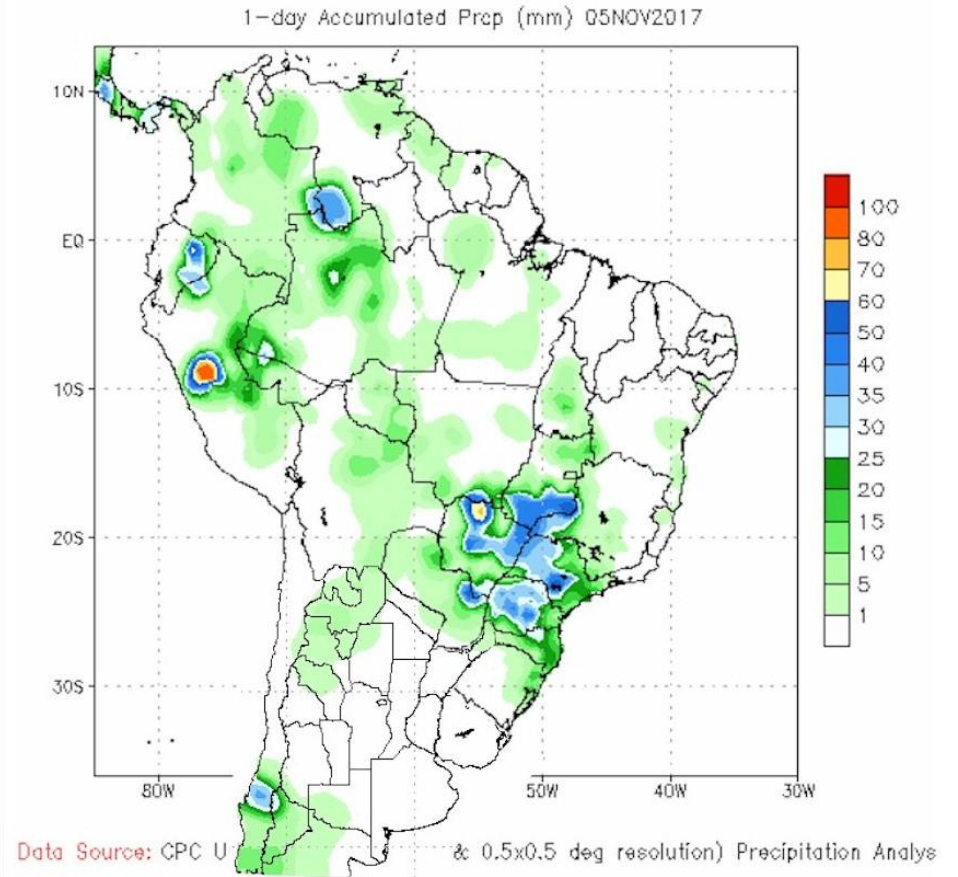 1-day Accumulated Prcp (mm) 05NOV2017
10N
EQ
10S
20S
30S
80W
50W
40W
30W
100
80
70
60
50
40
35
30
25
20
15
10
5
1
Data Source: CPC U & 0.5x0.5 deg resolution) Precipitation Analys